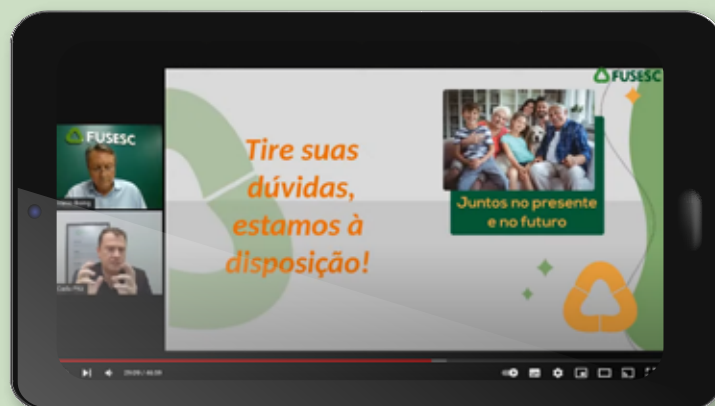 FUSESC
FUSESC
Tire suas
dúvidas,
estamos à
disposição!
Juntos no presente
e no futuro